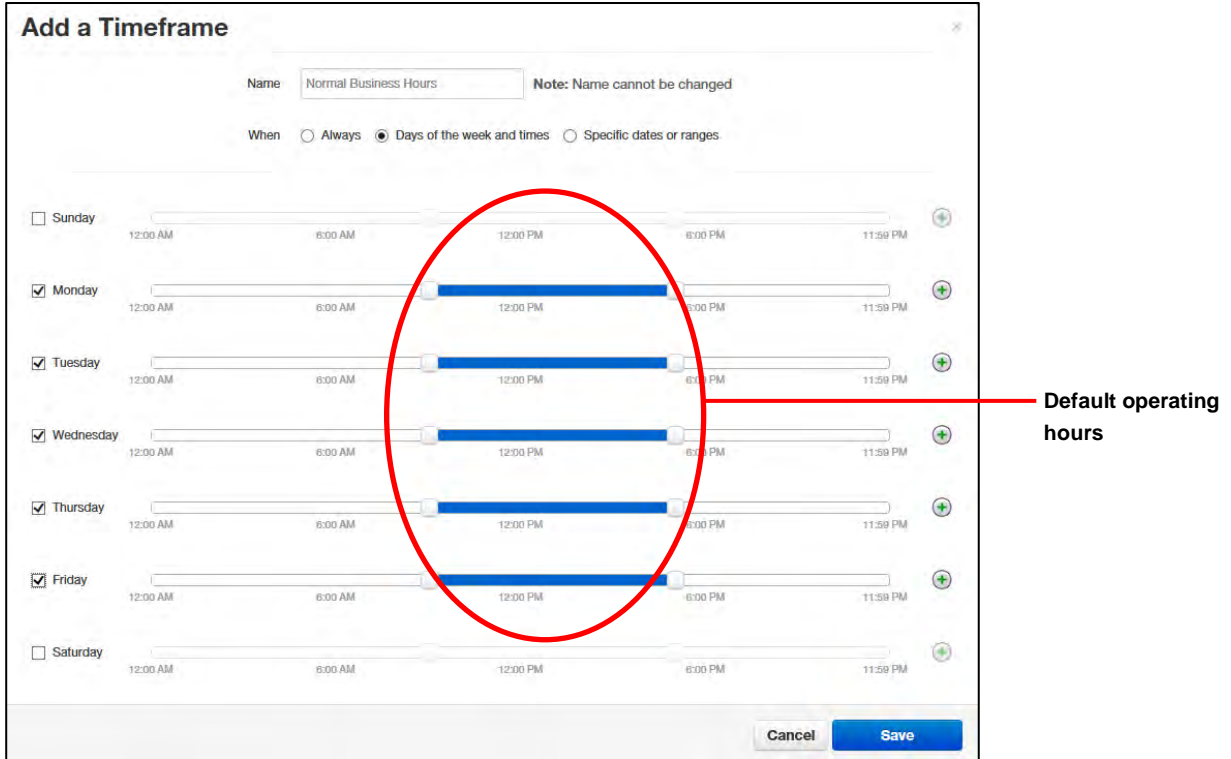 Add a Timeframe
Name Normal Business Hours Note: Name cannot be changed
When Always Days of the week and times Specific dates or ranges
Sunday
12:00 AM 6:00 AM 12:00 PM 6:00 PM 11:59 PM
Monday
12:00 AM 6:00 AM 12:00 PM 6:00 PM 11:59 PM
Tuesday
12:00 AM 6:00 AM 12:00 PM 6:00 PM 11:59 PM
Default operating
hours
Wednesday
12:00 AM 6:00 AM 12:00 PM 6:00 PM 11:59 PM
Thursday
12:00 AM 6:00 AM 12:00 PM 6:00 PM 11:59 PM
Friday
12:00 AM 6:00 AM 12:00 PM 6:00 PM 11:59 PM
Saturday
12:00 AM 6:00 AM 12:00 PM 6:00 PM 11:59 PM
Cancel Save